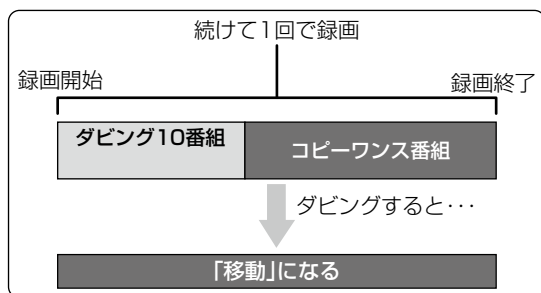 続けて1回で録画
録画開始
録画終了
ダビング10番組
コピーワンス番組
ダビングすると･･･
｢移動｣になる